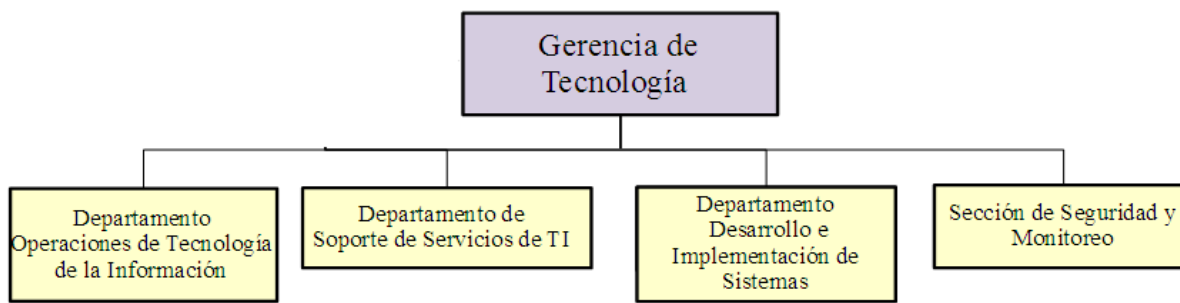 Gerencia de
Tecnología
Departamento
Operaciones de Tecnología
de la Información
Departamento de
Soporte de Servicios de TI
Departamento
Desarrollo e
Implementación de
Sistemas
Sección de Seguridad y
Monitoreo